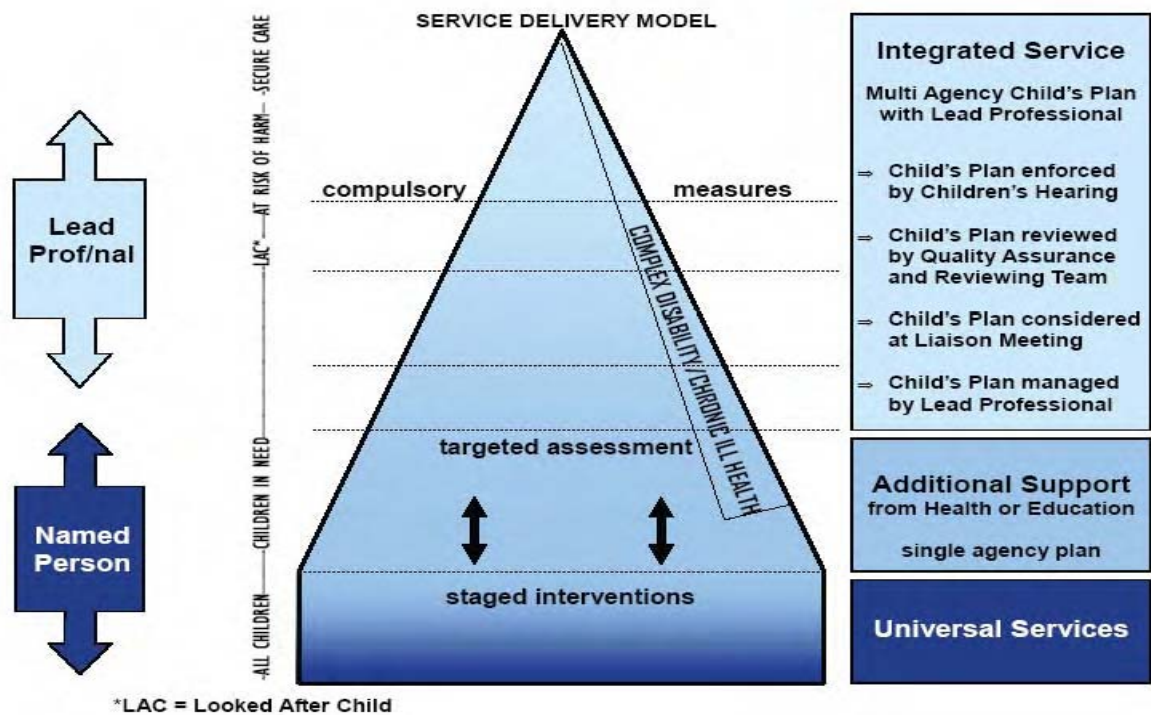 SERVICE DELIVERY MODEL
Lead
Prof/nal
Named
Person
-ALL CHILDREN——CHILDREN IN NEED——LAC*——AT RISK OF HARM—-SECURE CARE
compulsory
measures
COMPLEX DISABILITY/CHRONIC ILL HEALTH
targeted assessment
staged interventions
Integrated Service
Multi Agency Child's Plan
with Lead Professional
⇒ Child's Plan enforced
by Children's Hearing
⇒ Child's Plan reviewed
by Quality Assurance
and Reviewing Team
⇒ Child's Plan considered
at Liaison Meeting
⇒ Child's Plan managed
by Lead Professional
Additional Support
from Health or Education
single agency plan
Universal Services
*LAC = Looked After Child